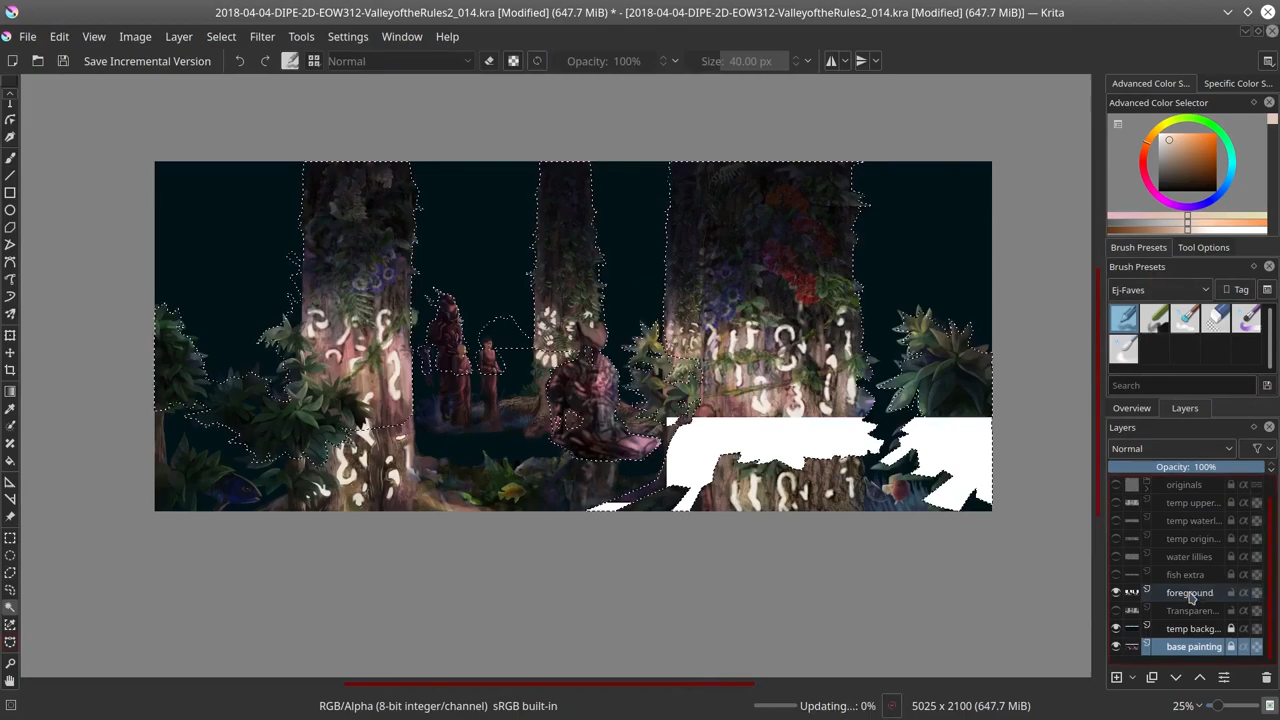 2018-04-04-DIPE-2D-EOW312-ValleyoftheRules2_014.kra [Modified] (647.7 MiB) * - [2018-04-04-DIPE-2D-EOW312-ValleyoftheRules2_014.kra [Modified] (647.7 MiB)] — Krita
File Edit View Image Layer Select Filter Tools Settings Window Help
Save Incremental Version Normal Opacity: 100% Size: 40.00 px
Advanced Color S... Specific Color S...
Advanced Color Selector
Brush Presets Tool Options
Brush Presets
Ej-Faves Tag
Search
Overview Layers
Layers
Normal
Opacity: 100%
originals
temp upper...
temp waterl...
temp origin...
water lillies
fish extra
foreground
Transparen...
temp backg...
base painting
RGB/Alpha (8-bit integer/channel) sRGB built-in Updating...: 0% 5025 x 2100 (647.7 MiB) 25%